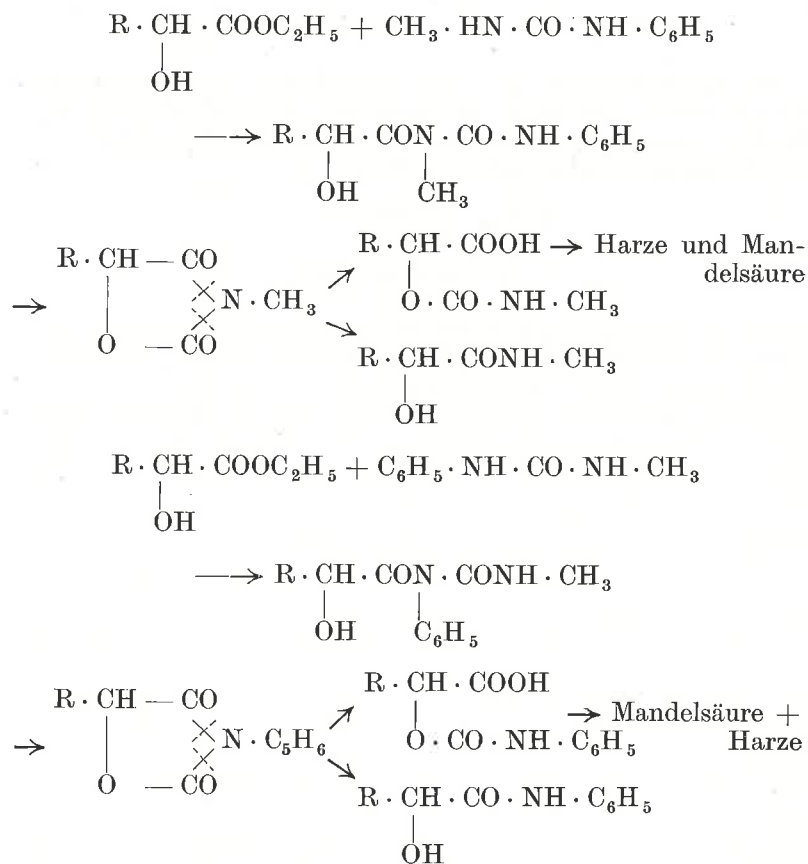 R · CH · COOC₂H₅ + CH₃ · HN · CO · NH · C₆H₅
OH
→ R · CH · CON · CO · NH · C₆H₅
OH CH₃
R · CH — CO
R · CH · COOH → Harze und Man-
delsäure
O · CO · NH · CH₃
→ N · CH₃
O — CO
R · CH · CONH · CH₃
OH
R · CH · COOC₂H₅ + C₆H₅ · NH · CO · NH · CH₃
OH
→ R · CH · CON · CONH · CH₃
OH C₆H₅
R · CH — CO
R · CH · COOH
→ Mandelsäure +
O · CO · NH · C₆H₅ Harze
→ N · C₅H₆
O — CO
R · CH · CO · NH · C₆H₅
OH